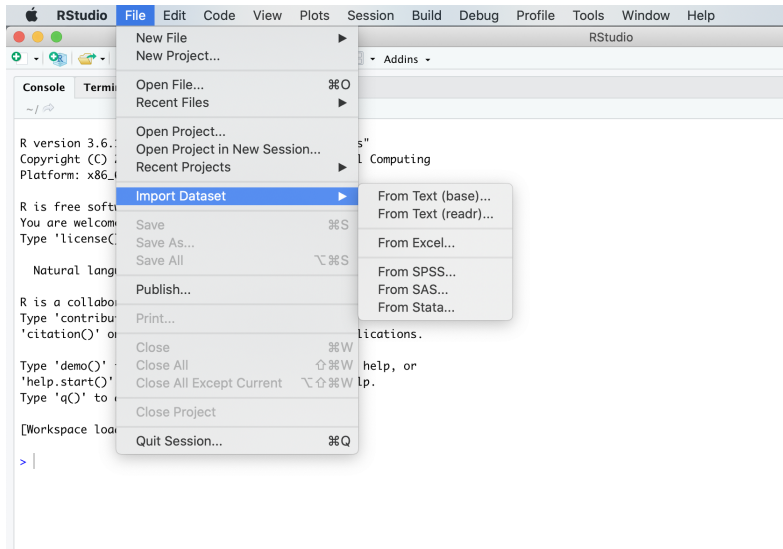 RStudio File Edit Code View Plots Session Build Debug Profile Tools Window Help
RStudio
Addins
Console Termi
~/
New File
New Project...
Open File... ⌘O
Recent Files
Open Project...
Open Project in New Session...
Recent Projects
Import Dataset
Save ⌘S
Save As...
Save All ⌥⌘S
Publish...
Print...
Close ⌘W
Close All ⇧⌘W
Close All Except Current ⌥⇧⌘W
Close Project
Quit Session... ⌘Q
From Text (base)...
From Text (readr)...
From Excel...
From SPSS...
From SAS...
From Stata...
R version 3.6. s"
Copyright (C) l Computing
Platform: x86_
R is free soft
You are welcom
Type 'license(
Natural lang
R is a collabo
Type 'contribu
'citation()' o lications.
Type 'demo()' help, or
'help.start()' lp.
Type 'q()' to
[Workspace loa
>